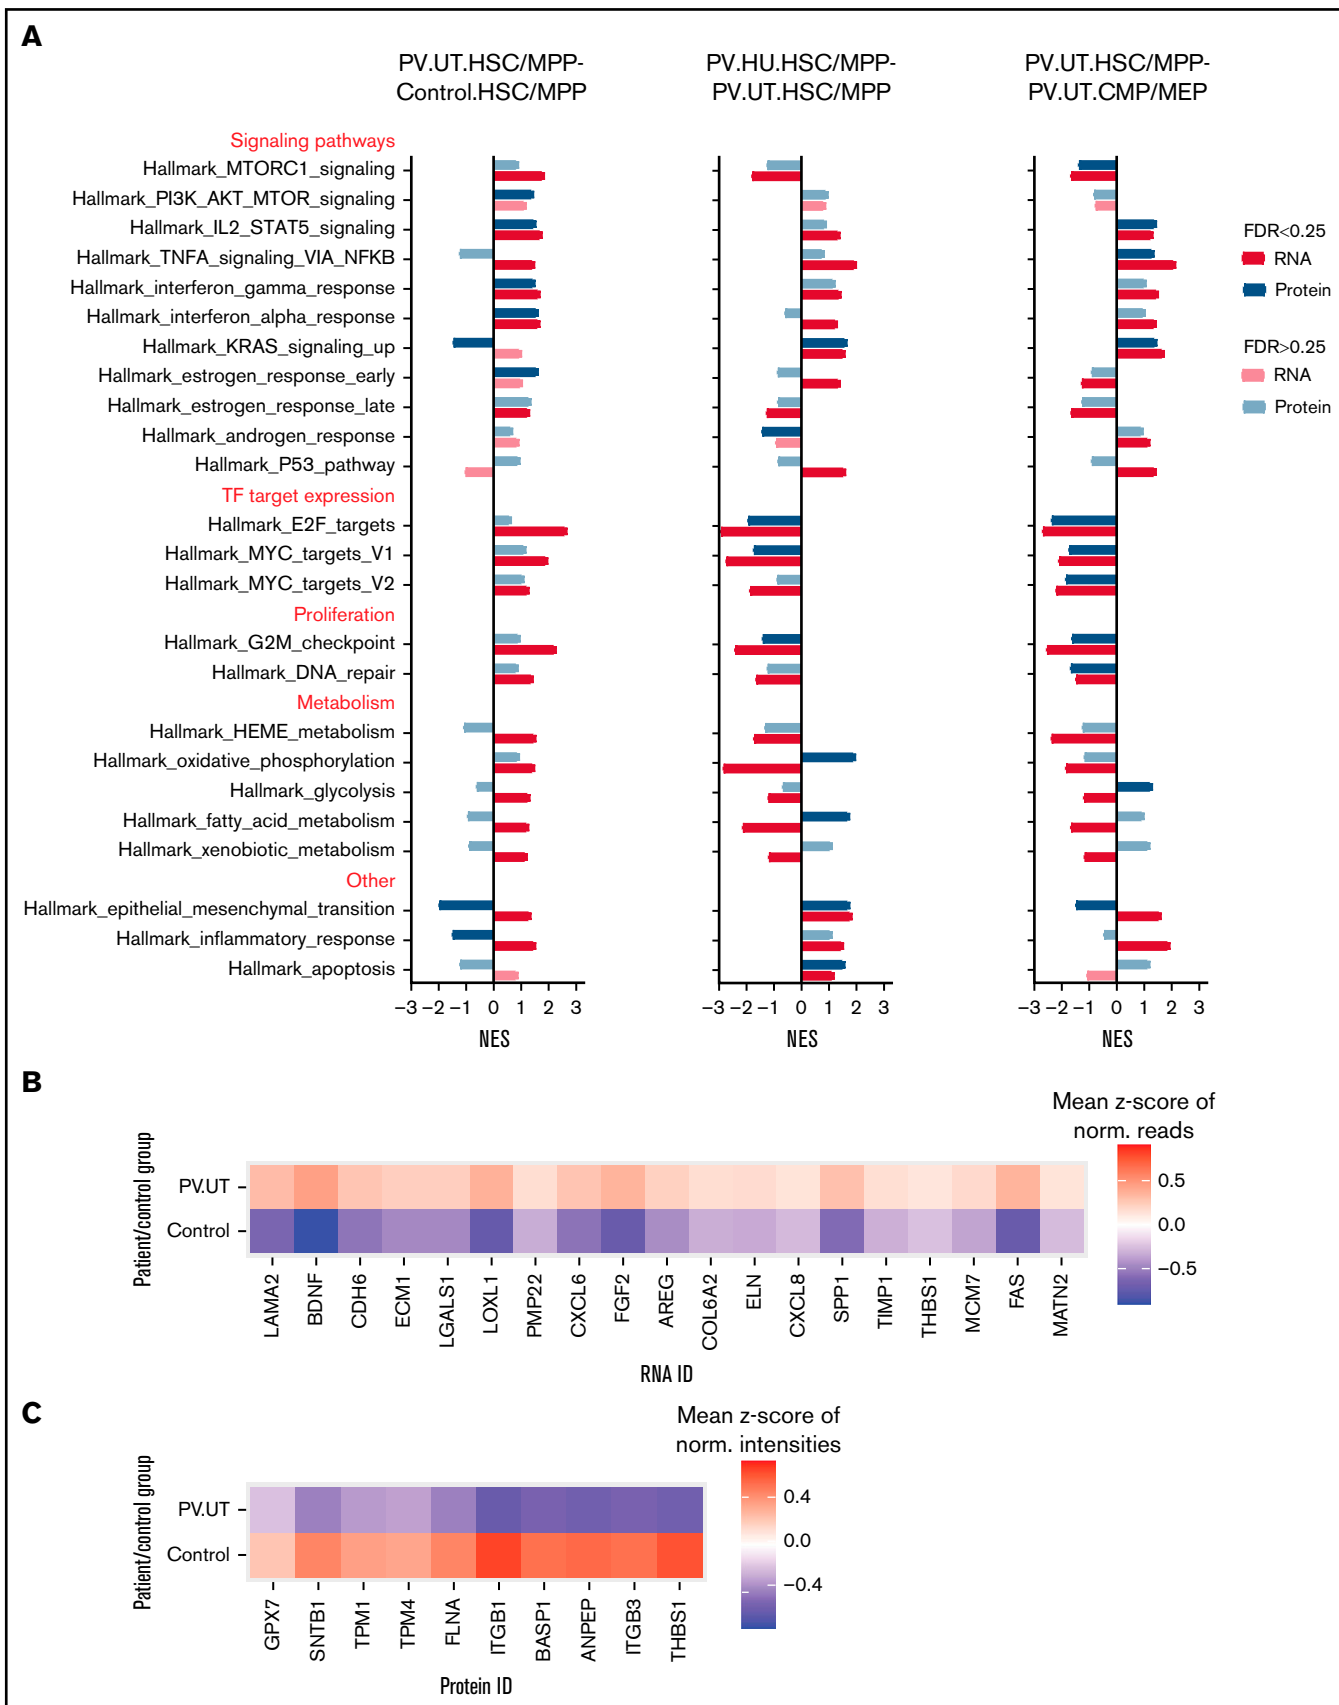 A
PV.UT.HSC/MPP-
Control.HSC/MPP
PV.HU.HSC/MPP-
PV.UT.HSC/MPP
PV.UT.HSC/MPP-
PV.UT.CMP/MEP
Signaling pathways
Hallmark_MTORC1_signaling
Hallmark_PI3K_AKT_MTOR_signaling
Hallmark_IL2_STAT5_signaling
Hallmark_TNFA_signaling_VIA_NFKB
Hallmark_interferon_gamma_response
Hallmark_interferon_alpha_response
Hallmark_KRAS_signaling_up
Hallmark_estrogen_response_early
Hallmark_estrogen_response_late
Hallmark_androgen_response
Hallmark_P53_pathway
TF target expression
Hallmark_E2F_targets
Hallmark_MYC_targets_V1
Hallmark_MYC_targets_V2
Proliferation
Hallmark_G2M_checkpoint
Hallmark_DNA_repair
Metabolism
Hallmark_HEME_metabolism
Hallmark_oxidative_phosphorylation
Hallmark_glycolysis
Hallmark_fatty_acid_metabolism
Hallmark_xenobiotic_metabolism
Other
Hallmark_epithelial_mesenchymal_transition
Hallmark_inflammatory_response
Hallmark_apoptosis
−3 −2 −1 0 1 2 3
NES
−3 −2 −1 0 1 2 3
NES
−3 −2 −1 0 1 2 3
NES
FDR<0.25
RNA
Protein
FDR>0.25
RNA
Protein
B
Patient/control group
PV.UT
Control
LAMA2
BDNF
CDH6
ECM1
LGALS1
LOXL1
PMP22
CXCL6
FGF2
AREG
COL6A2
ELN
CXCL8
SPP1
TIMP1
THBS1
MCM7
FAS
MATN2
RNA ID
Mean z-score of
norm. reads
0.5
0.0
−0.5
C
Patient/control group
PV.UT
Control
GPX7
SNTB1
TPM1
TPM4
FLNA
ITGB1
BASP1
ANPEP
ITGB3
THBS1
Protein ID
Mean z-score of
norm. intensities
0.4
0.0
−0.4